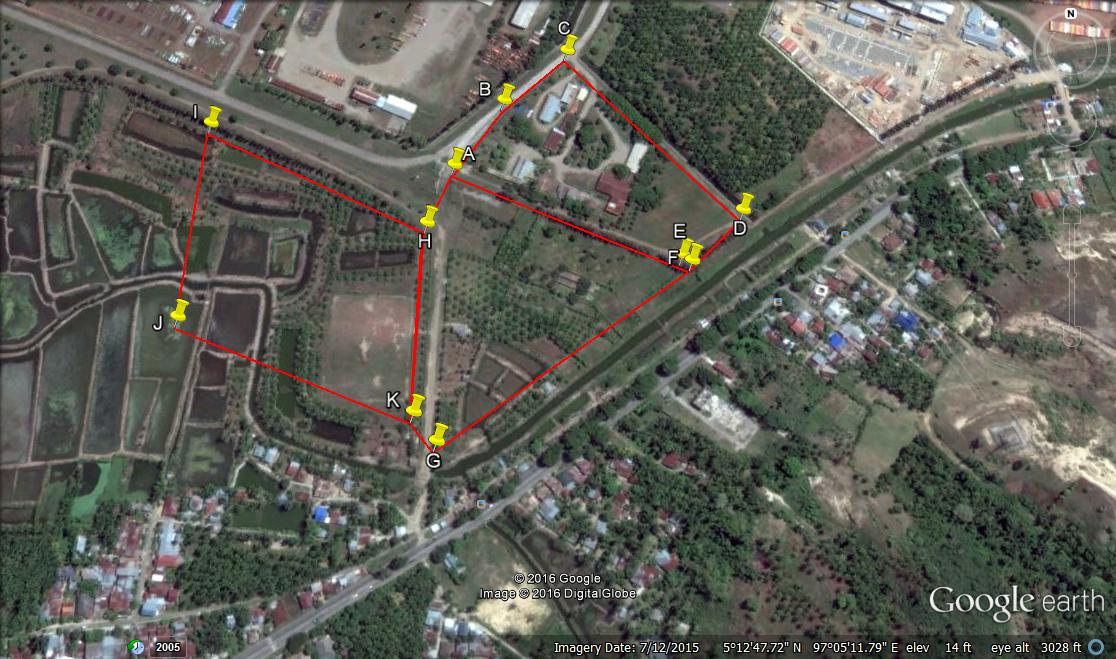 N
C
B
I
A
H
D
E
F
J
K
G
© 2016 Google
Image © 2016 DigitalGlobe
Google earth
2005
Imagery Date: 7/12/2015 5°12'47.72" N 97°05'11.79" E elev 14 ft eye alt 3028 ft